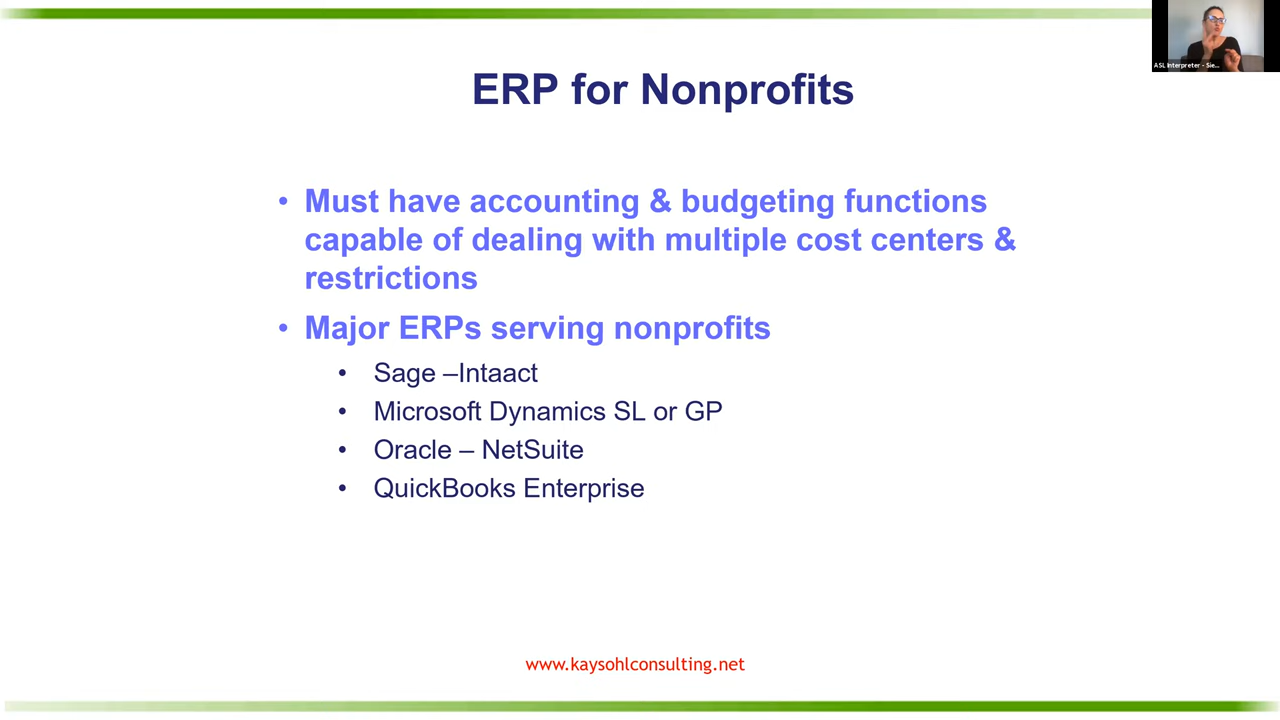 ASL Interpreter - Sie...
ERP for Nonprofits
• Must have accounting & budgeting functions
capable of dealing with multiple cost centers &
restrictions
• Major ERPs serving nonprofits
• Sage –Intaact
• Microsoft Dynamics SL or GP
• Oracle – NetSuite
• QuickBooks Enterprise
www.kaysohlconsulting.net